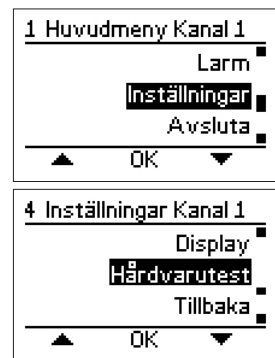 1 Huvudmeny Kanal 1
Larm
Inställningar
Avsluta
OK
4 Inställningar Kanal 1
Display
Hårdvarutest
Tillbaka
OK